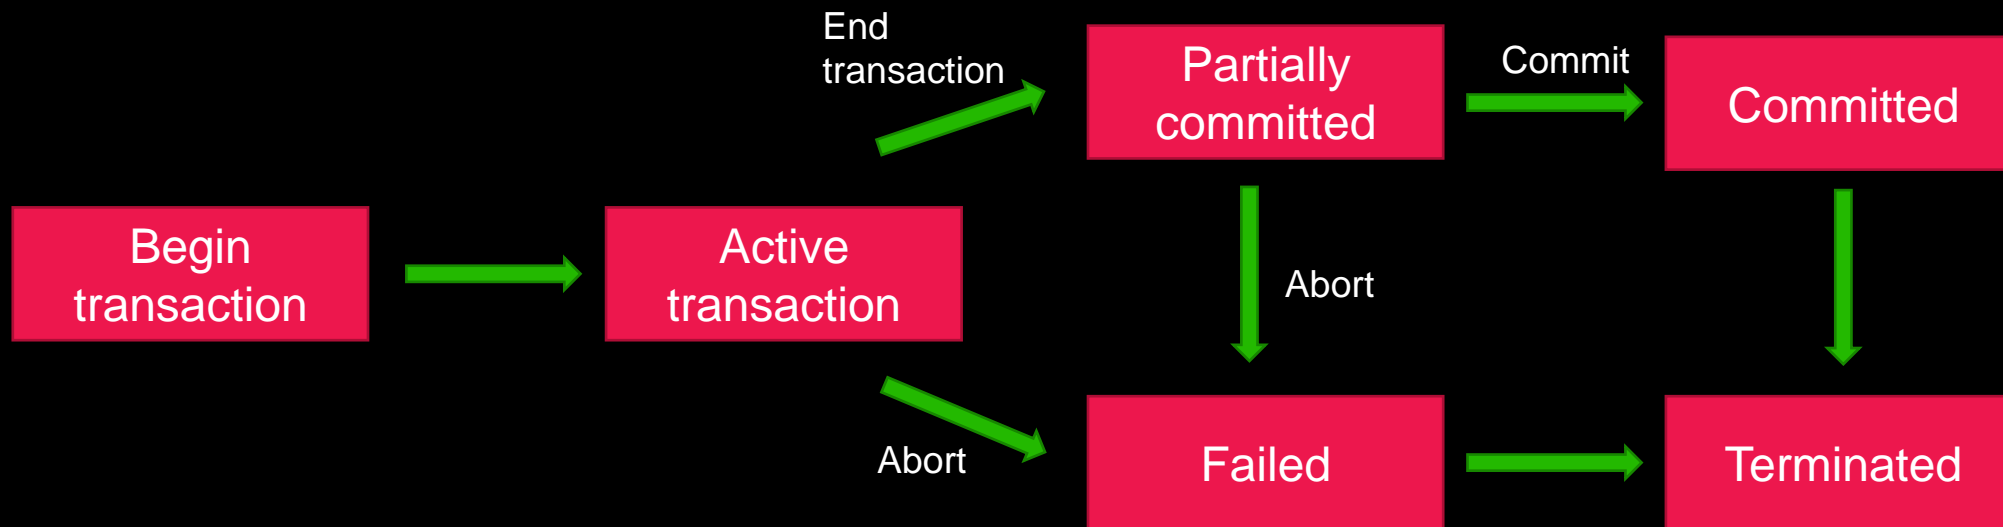 End
transaction
Partially
committed
Commit
Committed
Begin
transaction
Active
transaction
Abort
Abort
Failed
Terminated